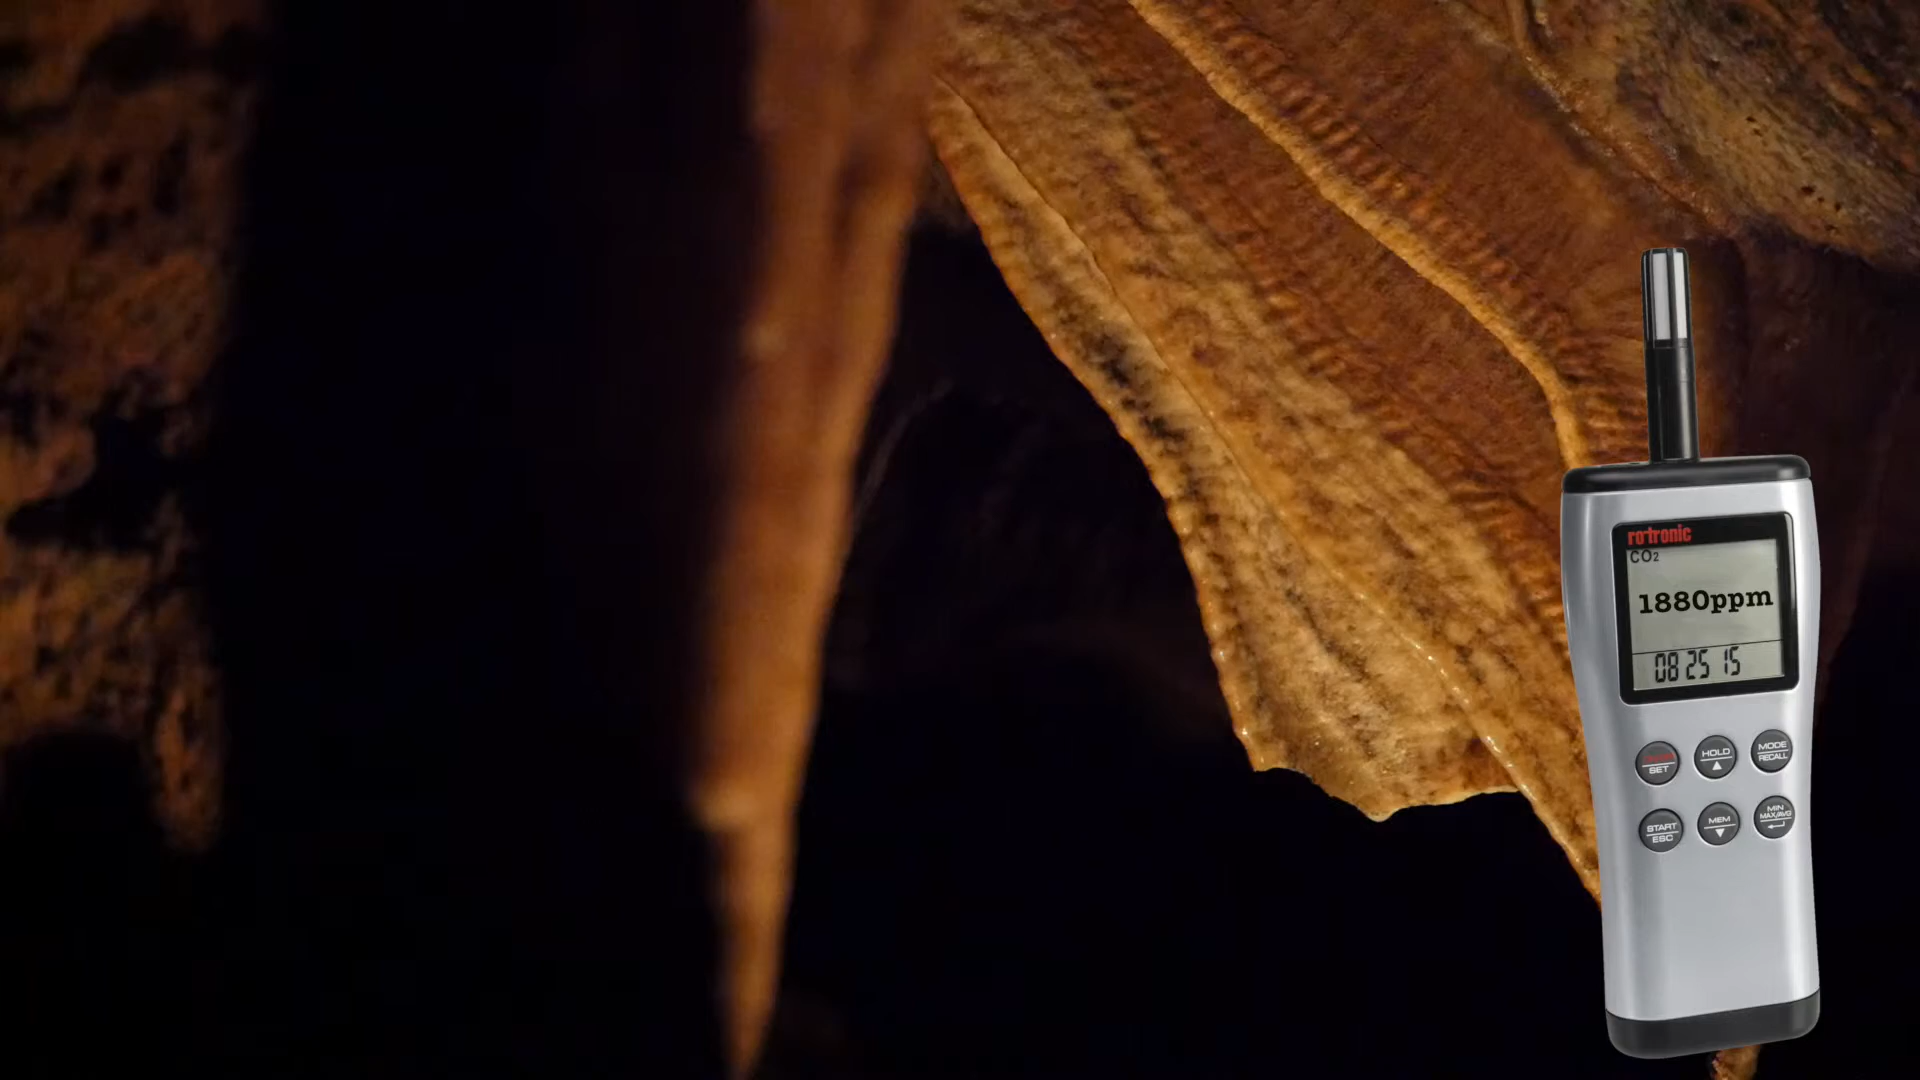 rotronic
CO2
1880ppm
08 25 15
SET
HOLD
MODE
RECALL
START
ESC
MEM
MIN
MAX/AVG